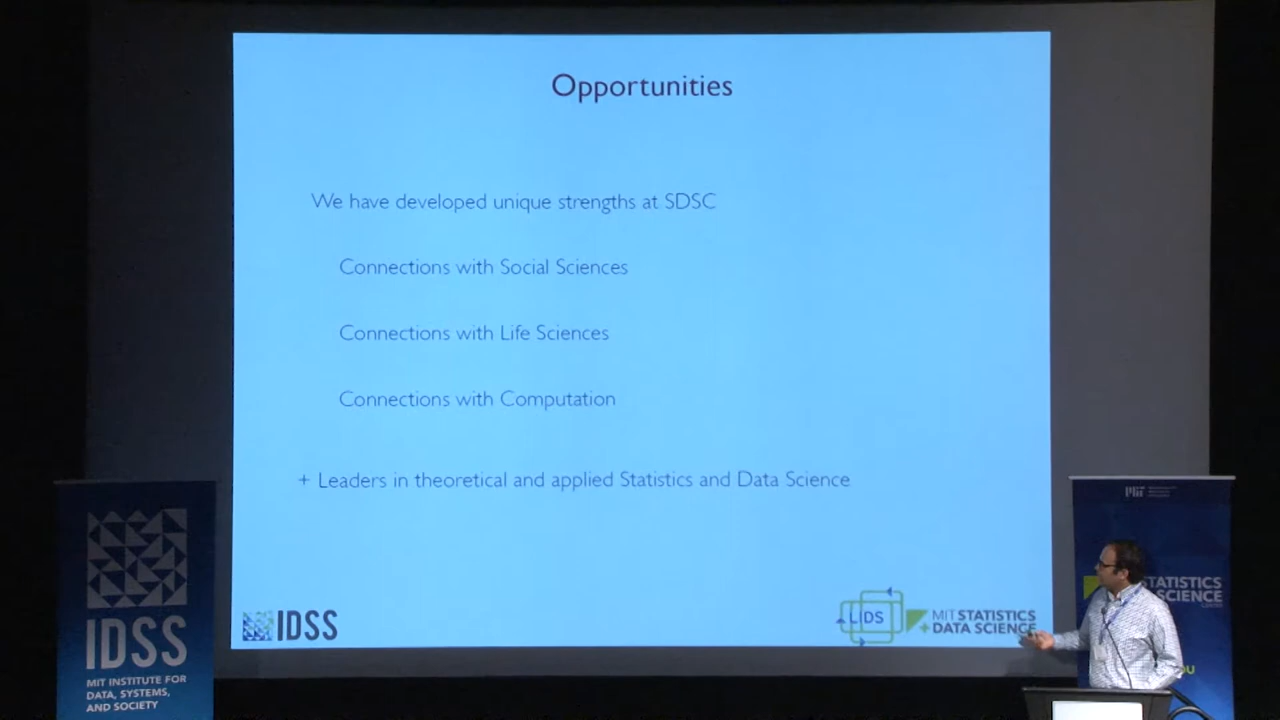 Opportunities
We have developed unique strengths at SDSC
Connections with Social Sciences
Connections with Life Sciences
Connections with Computation
+ Leaders in theoretical and applied Statistics and Data Science
IDSS
LIDS
MIT STATISTICS
DATA SCIENCE
IDSS
MIT INSTITUTE FOR
DATA, SYSTEMS,
AND SOCIETY
MIT
STATISTICS
SCIENCE